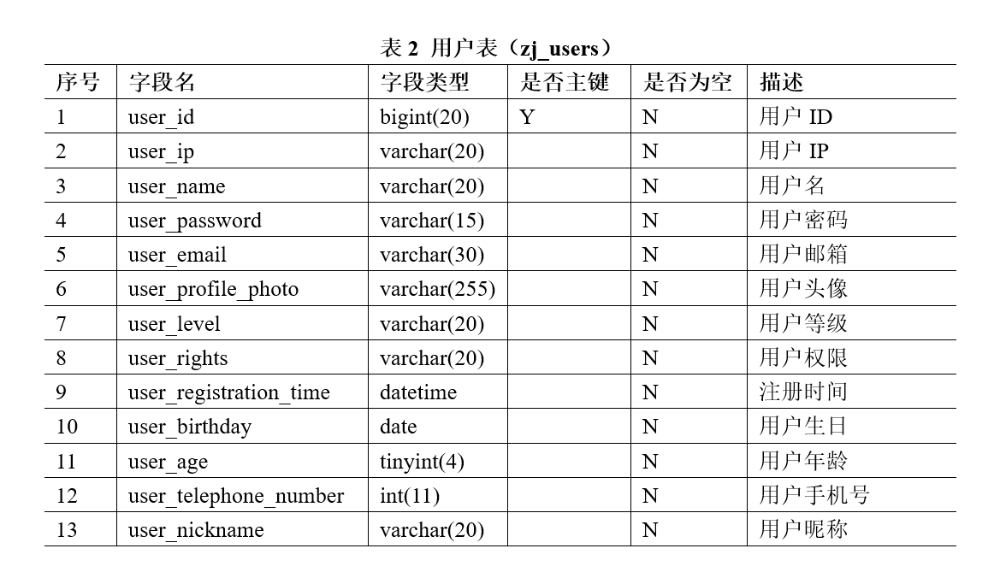 表 2 用户表（zj_users）
序号 字段名 字段类型 是否主键 是否为空 描述
1 user_id bigint(20) Y N 用户 ID
2 user_ip varchar(20) N 用户 IP
3 user_name varchar(20) N 用户名
4 user_password varchar(15) N 用户密码
5 user_email varchar(30) N 用户邮箱
6 user_profile_photo varchar(255) N 用户头像
7 user_level varchar(20) N 用户等级
8 user_rights varchar(20) N 用户权限
9 user_registration_time datetime N 注册时间
10 user_birthday date N 用户生日
11 user_age tinyint(4) N 用户年龄
12 user_telephone_number int(11) N 用户手机号
13 user_nickname varchar(20) N 用户昵称